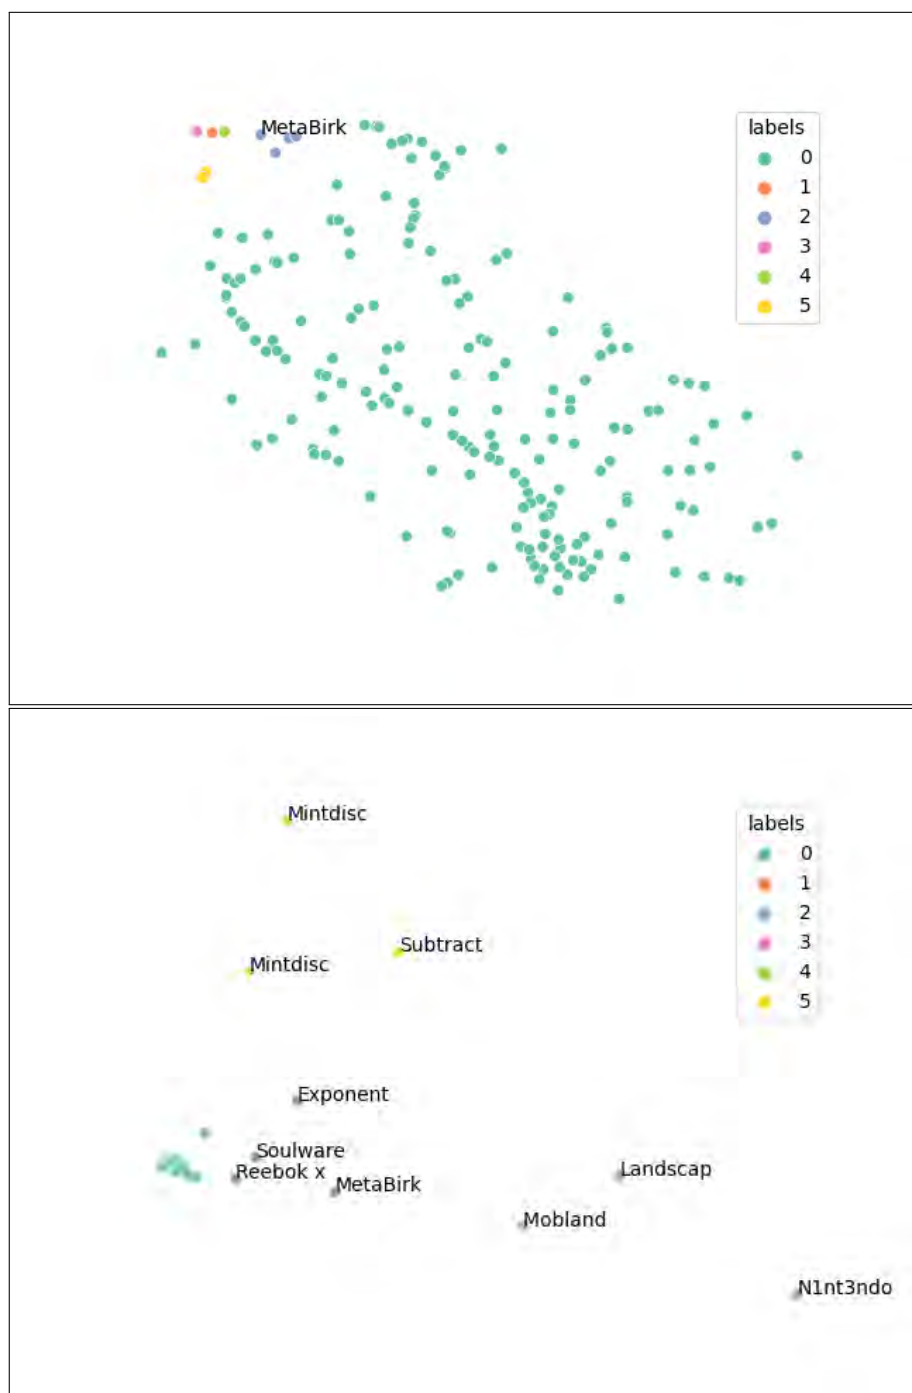 MetaBirk
labels
0
1
2
3
4
5
Mintdisc
labels
0
1
2
3
4
5
Subtract
Mintdisc
Exponent
Soulware
Reebok x
MetaBirk
Landscap
Mobland
N1nt3ndo